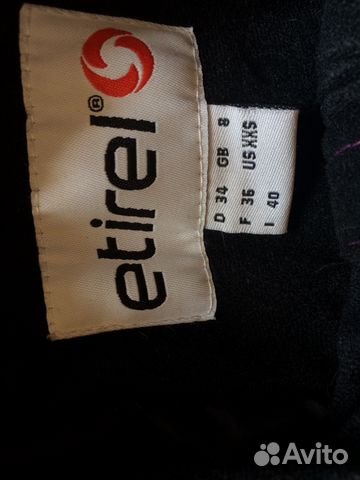 etirel®
D 34 GB 8
F 36 US XXS
I 40
Avito